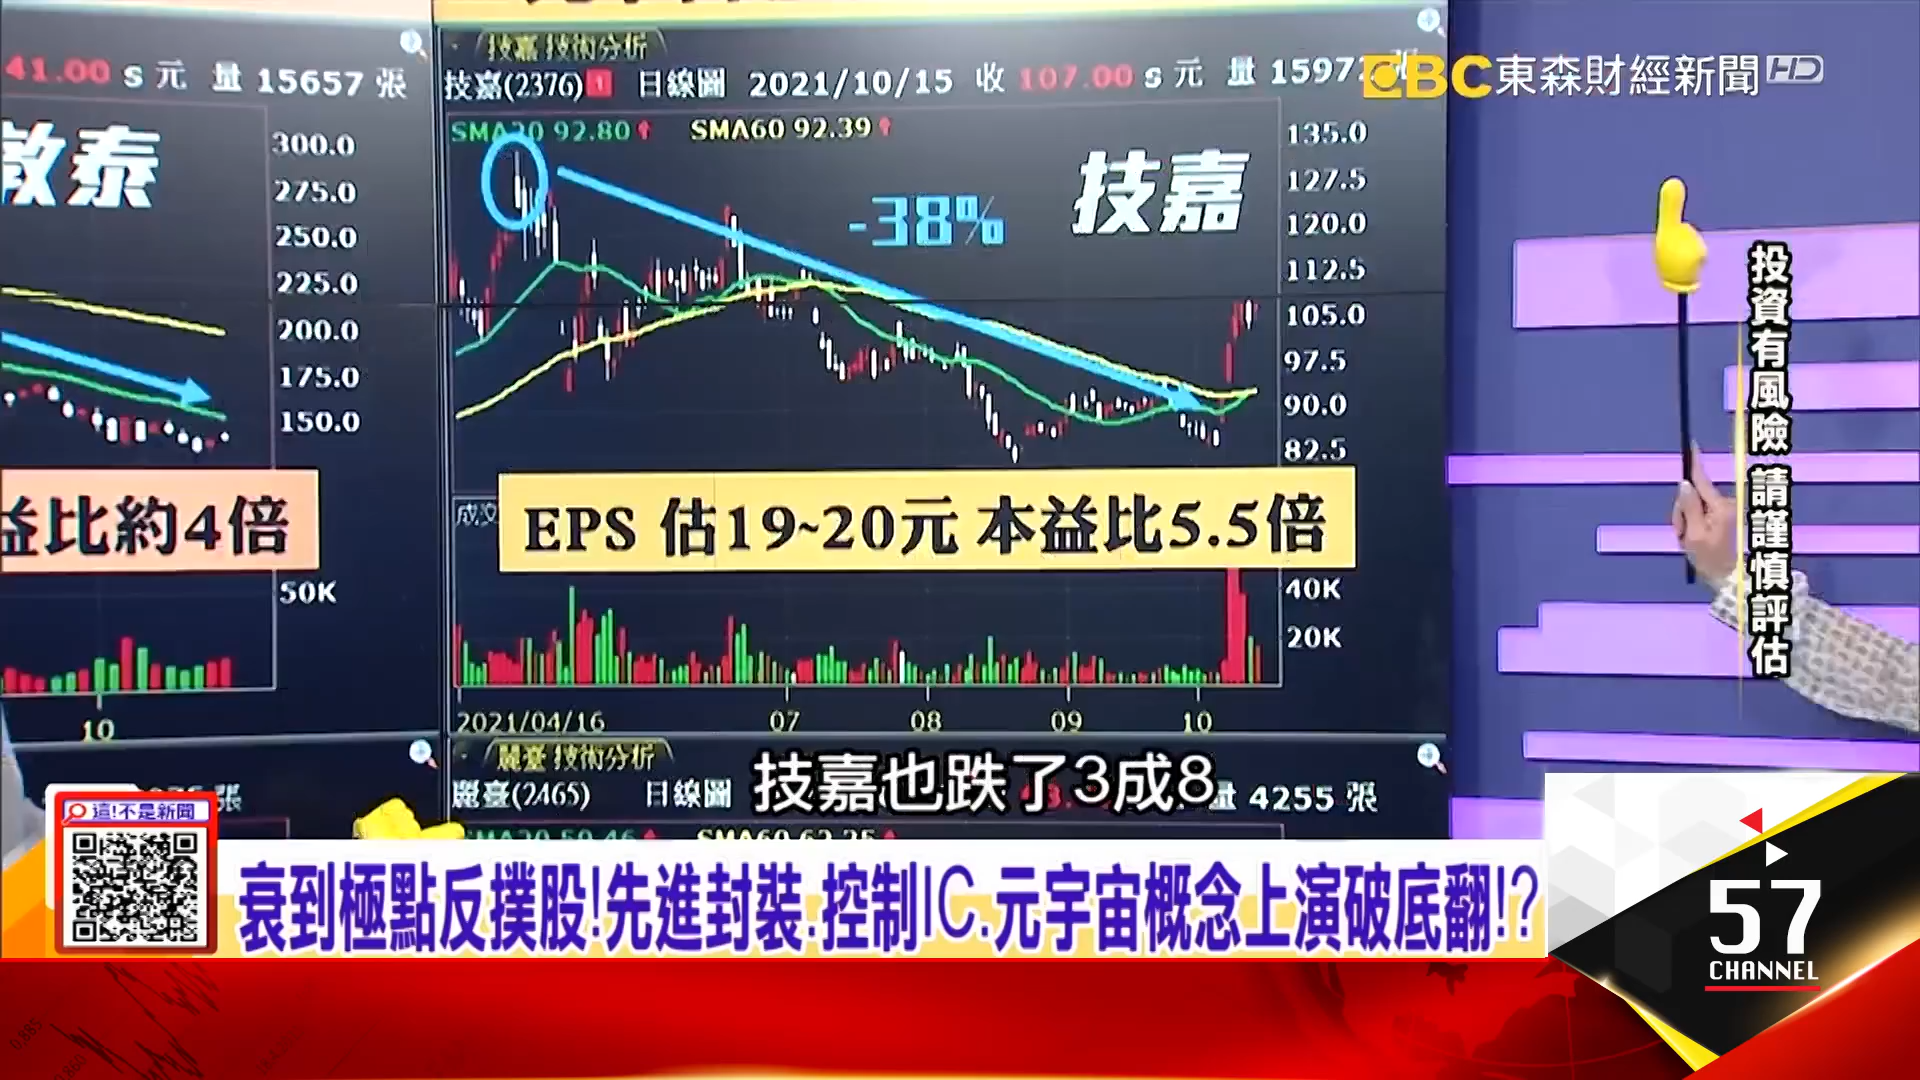 41.00 s 元 量 15657 張
敦泰
300.0
275.0
250.0
225.0
200.0
175.0
150.0
益比約4倍
50K
10
技嘉 技術分析
技嘉(2376) 日線圖 2021/10/15 收 107.00 s 元 量 15972 張
SMA20 92.80 SMA60 92.39
-38%
技嘉
135.0
127.5
120.0
112.5
105.0
97.5
90.0
82.5
EPS 估19~20元 本益比5.5倍
40K
20K
2021/04/16 07 08 09 10
麗臺 技術分析
麗臺(2465) 日線圖 量 4255 張
SMA60 62.25
EBC東森財經新聞HD
投資有風險 請謹慎評估
技嘉也跌了3成8
這!不是新聞
衰到極點反撲股!先進封裝.控制IC.元宇宙概念上演破底翻!?
57
CHANNEL